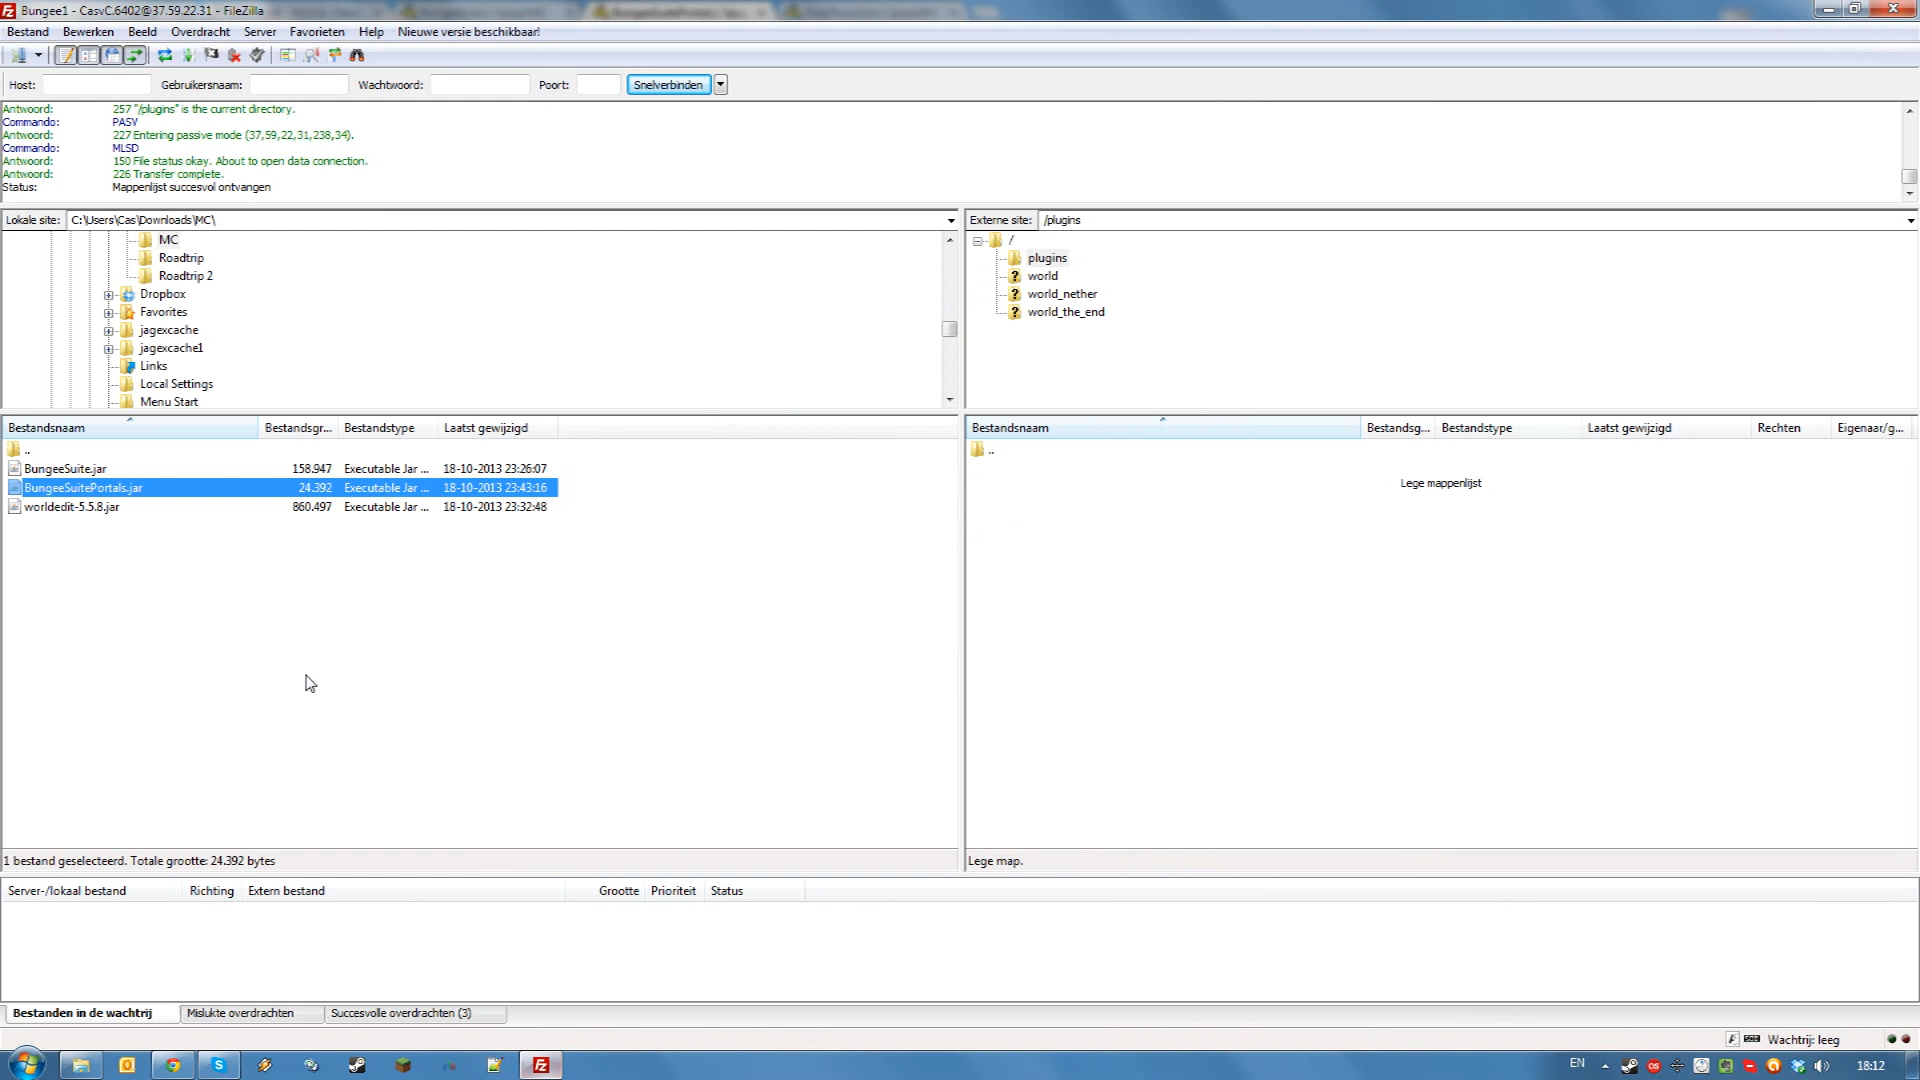 Bungee1 - CasvC.6402@37.59.22.31 - FileZilla
Bestand Bewerken Beeld Overdracht Server Favorieten Help Nieuwe versie beschikbaar!
Host: Gebruikersnaam: Wachtwoord: Poort: Snelverbinden
Antwoord: 257 "/plugins" is the current directory.
Commando: PASV
Antwoord: 227 Entering passive mode (37,59,22,31,238,34).
Commando: MLSD
Antwoord: 150 File status okay. About to open data connection.
Antwoord: 226 Transfer complete.
Status: Mappenlijst succesvol ontvangen
Lokale site: C:\Users\Cas\Downloads\MC\
MC
Roadtrip
Roadtrip 2
Dropbox
Favorites
jagexcache
jagexcache1
Links
Local Settings
Menu Start
Externe site: /plugins
/
plugins
? world
? world_nether
? world_the_end
Bestandsnaam Bestandsgr... Bestandstype Laatst gewijzigd
..
BungeeSuite.jar 158.947 Executable Jar ... 18-10-2013 23:26:07
BungeeSuitePortals.jar 24.392 Executable Jar ... 18-10-2013 23:43:16
worldedit-5.5.8.jar 860.497 Executable Jar ... 18-10-2013 23:32:48
1 bestand geselecteerd. Totale grootte: 24.392 bytes
Bestandsnaam Bestandsg... Bestandstype Laatst gewijzigd Rechten Eigenaar/g...
..
Lege mappenlijst
Lege map.
Server-/lokaal bestand Richting Extern bestand Grootte Prioriteit Status
Bestanden in de wachtrij Mislukte overdrachten Succesvolle overdrachten (3)
Wachtrij: leeg
EN 18:12